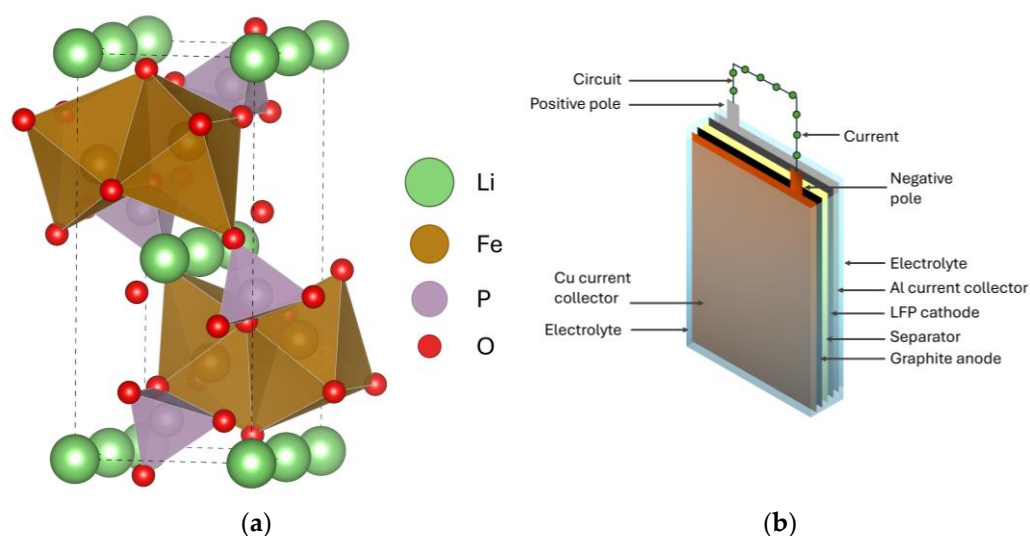 Li
Fe
P
O
(a)
Circuit
Positive pole
Current
Negative
pole
Cu current
collector
Electrolyte
Electrolyte
Al current collector
LFP cathode
Separator
Graphite anode
(b)